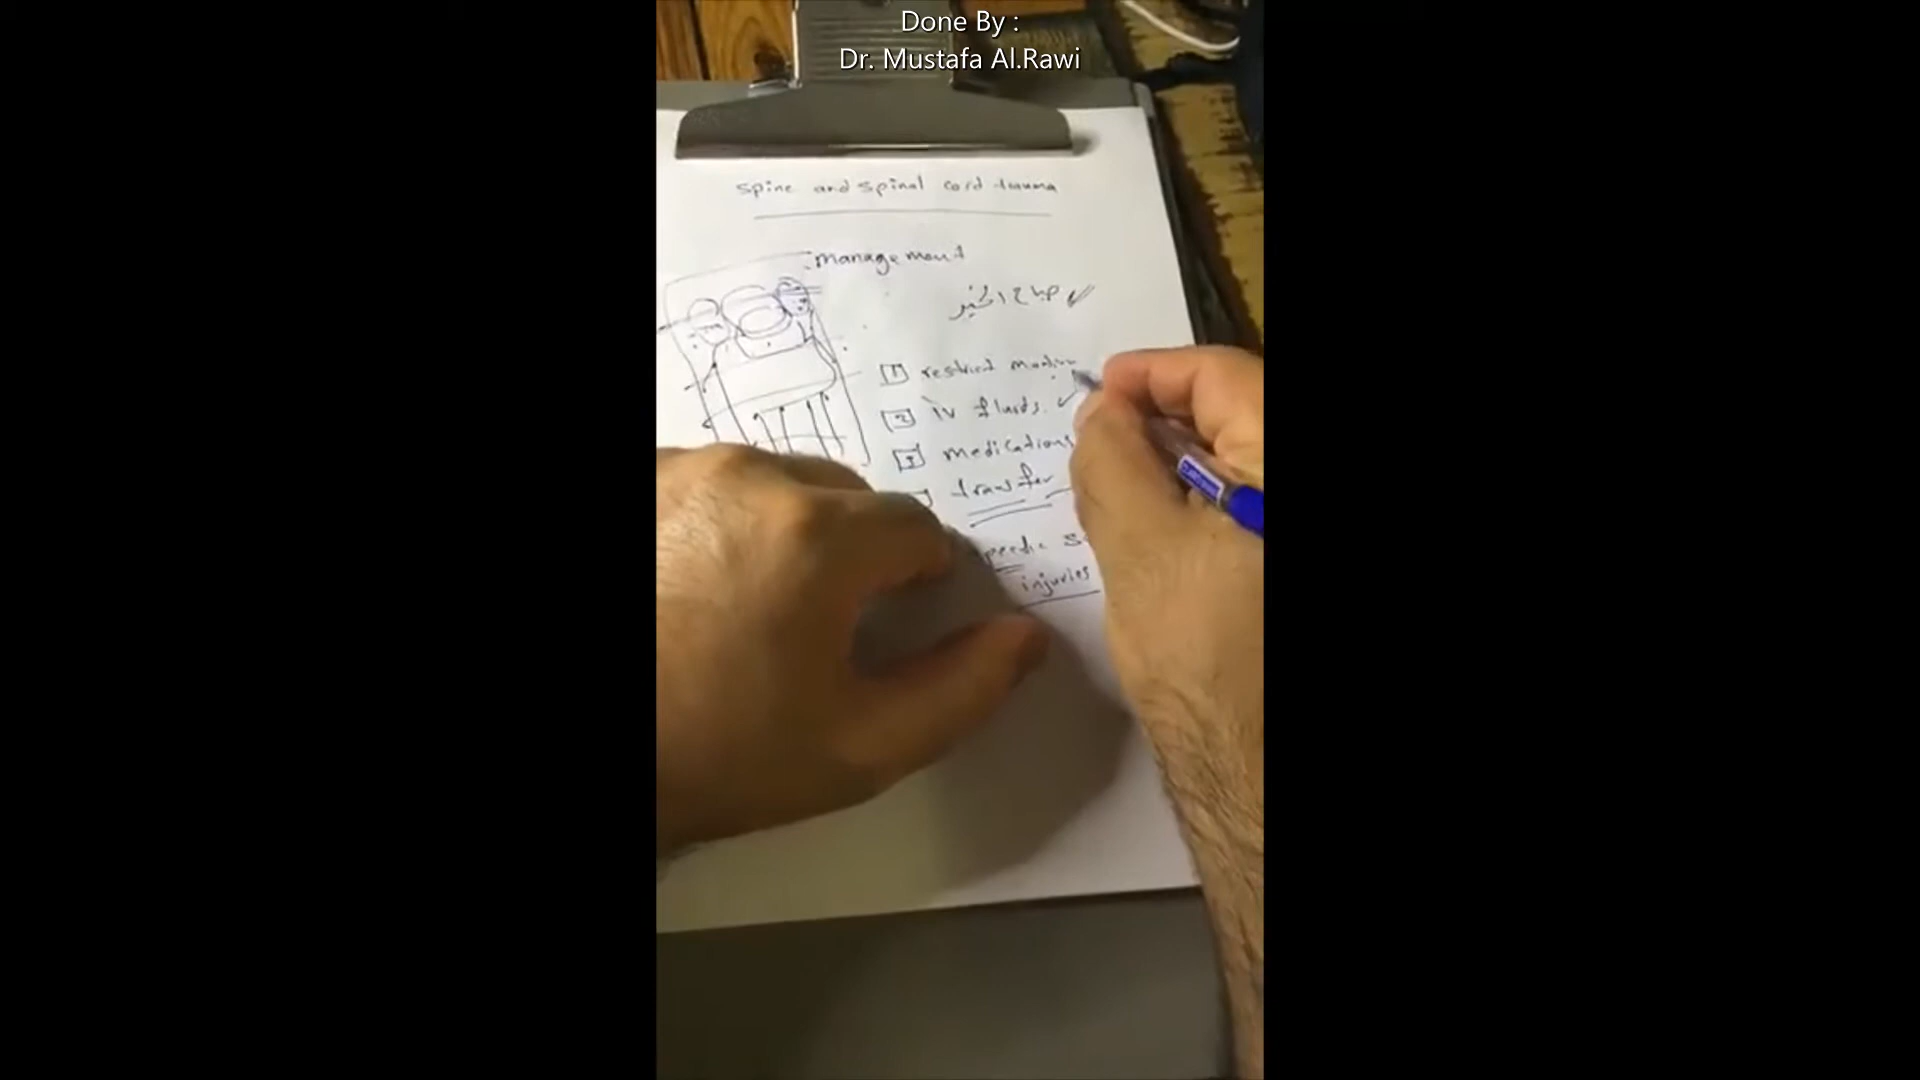 Done By :
Dr. Mustafa Al.Rawi
Spine and spinal cord trauma
management
صباح الخير
1 restrict motion
2 IV fluids.
3 medications
transfer
injuries